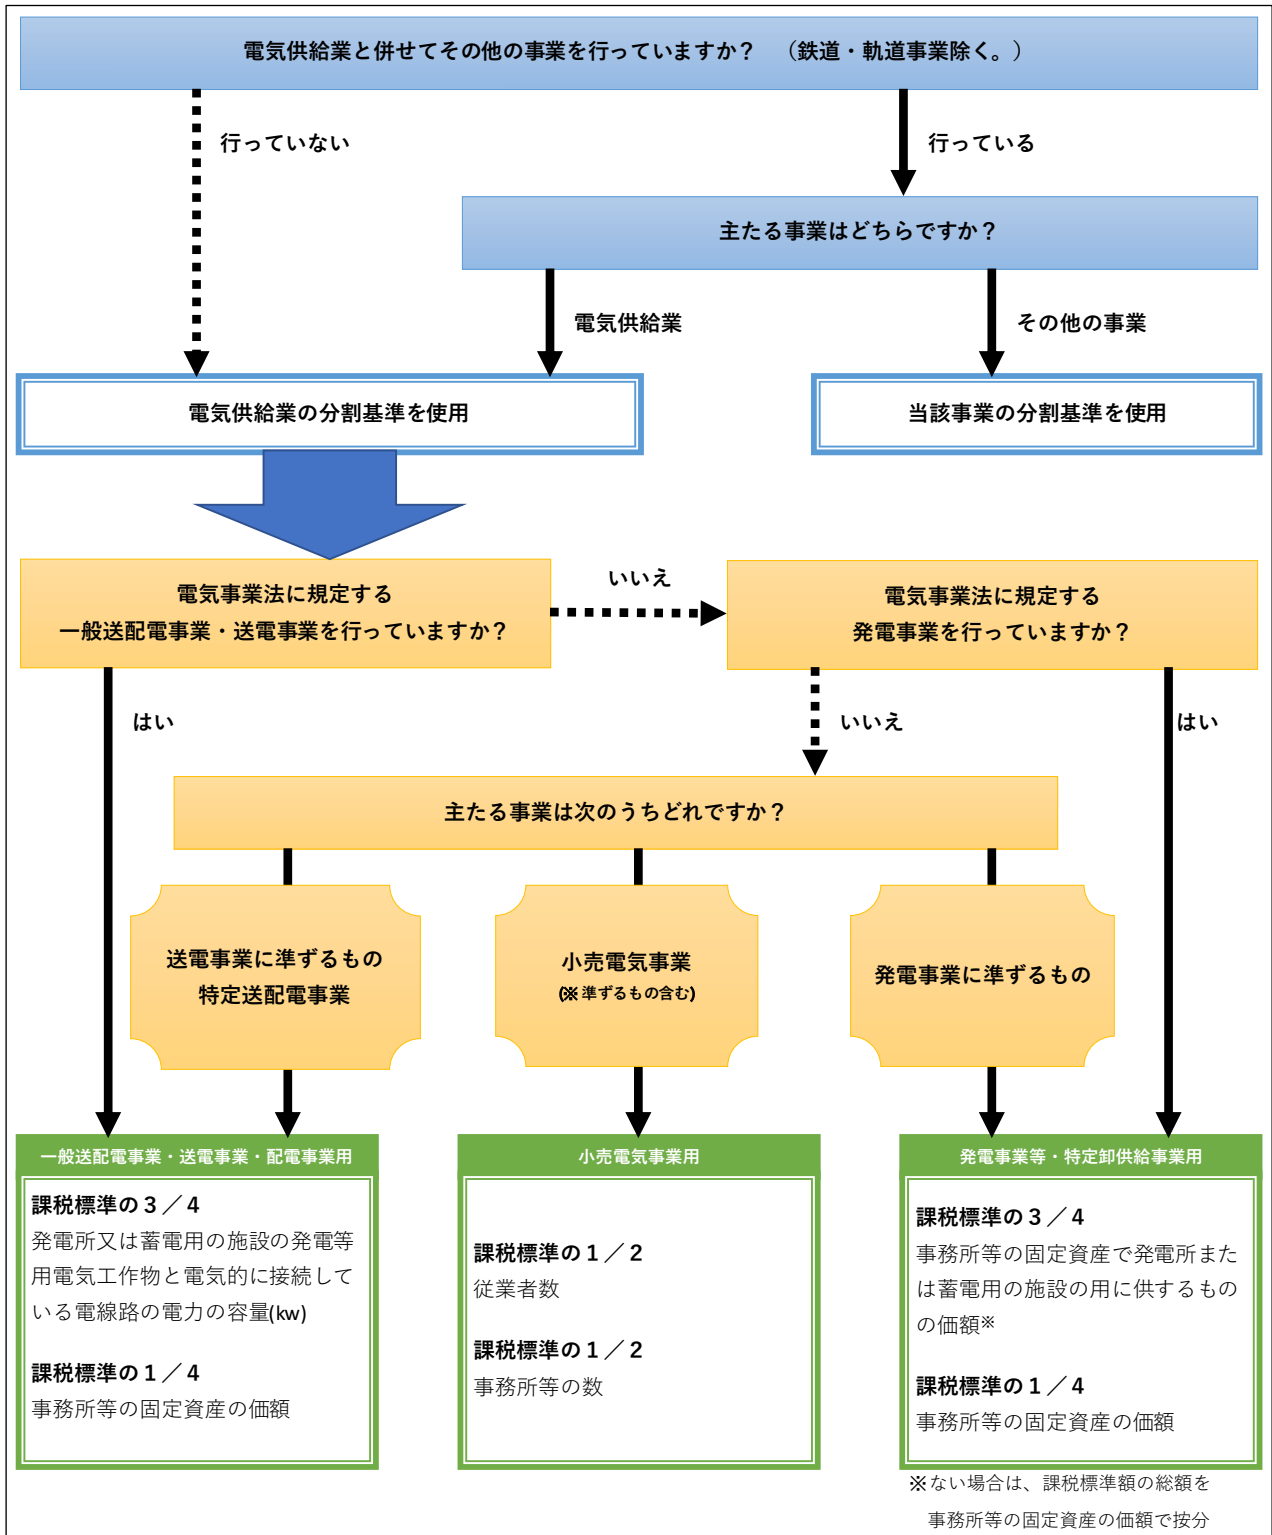 電気供給業と併せてその他の事業を行っていますか？　（鉄道・軌道事業除く。）
行っていない
行っている
主たる事業はどちらですか？
電気供給業
その他の事業
電気供給業の分割基準を使用
当該事業の分割基準を使用
電気事業法に規定する
一般送配電事業・送電事業を行っていますか？
いいえ
電気事業法に規定する
発電事業を行っていますか？
はい
いいえ
はい
主たる事業は次のうちどれですか？
送電事業に準ずるもの
特定送配電事業
小売電気事業
(※準ずるもの含む)
発電事業に準ずるもの
一般送配電事業・送電事業・配電事業用
課税標準の３／４
発電所又は蓄電用の施設の発電等
用電気工作物と電気的に接続して
いる電線路の電力の容量(kw)
課税標準の１／４
事務所等の固定資産の価額
小売電気事業用
課税標準の１／２
従業者数
課税標準の１／２
事務所等の数
発電事業等・特定卸供給事業用
課税標準の３／４
事務所等の固定資産で発電所また
は蓄電用の施設の用に供するもの
の価額※
課税標準の１／４
事務所等の固定資産の価額
※ない場合は、課税標準額の総額を
事務所等の固定資産の価額で按分